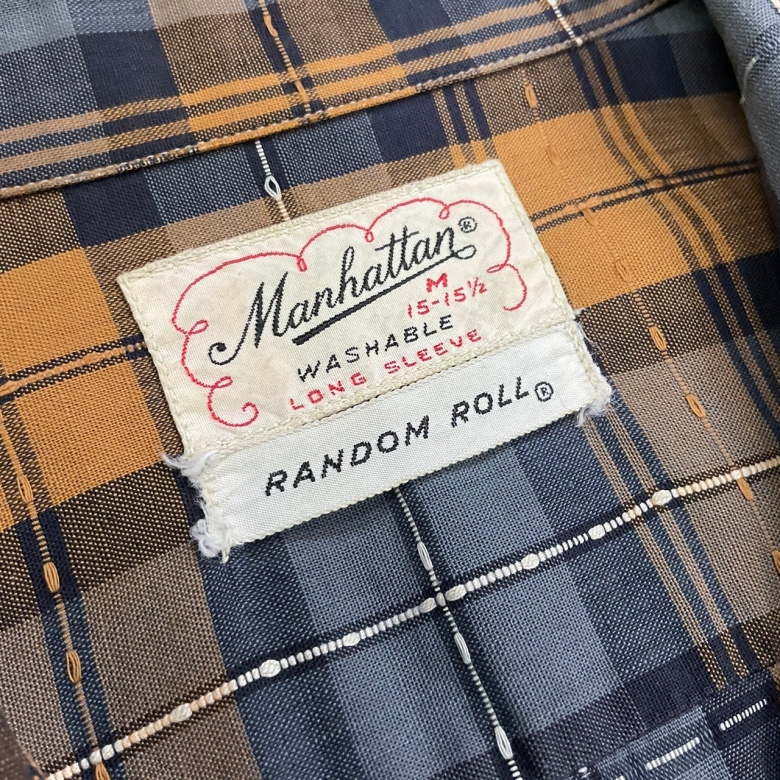 Manhattan®
M
15-15½
WASHABLE
LONG SLEEVE
RANDOM ROLL®